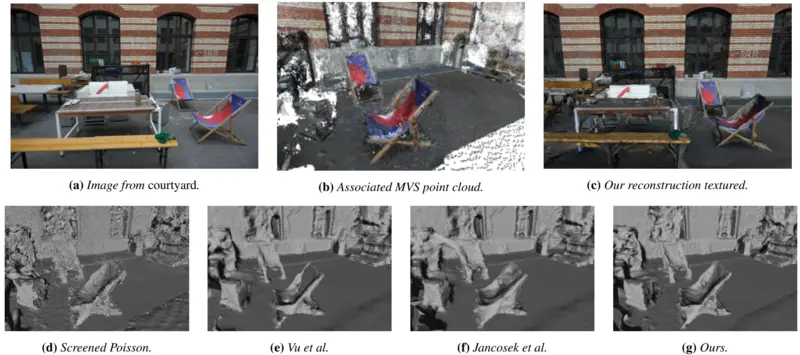 (a) Image from courtyard.
(b) Associated MVS point cloud.
(c) Our reconstruction textured.
(d) Screened Poisson.
(e) Vu et al.
(f) Jancosek et al.
(g) Ours.